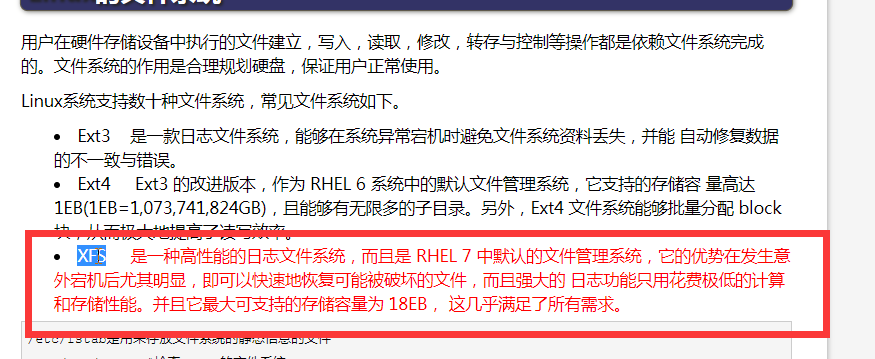 的文件系统
用户在硬件存储设备中执行的文件建立，写入，读取，修改，转存与控制等操作都是依赖文件系统完成
的。文件系统的作用是合理规划硬盘，保证用户正常使用。
Linux系统支持数十种文件系统，常见文件系统如下。
• Ext3 是一款日志文件系统，能够在系统异常宕机时避免文件系统资料丢失，并能 自动修复数据
的不一致与错误。
• Ext4 Ext3 的改进版本，作为 RHEL 6 系统中的默认文件管理系统，它支持的存储容 量高达
1EB(1EB=1,073,741,824GB)，且能够有无限多的子目录。另外，Ext4 文件系统能够批量分配 block
块，从而极大地提高了读写效率。
• XFS 是一种高性能的日志文件系统，而且是 RHEL 7 中默认的文件管理系统，它的优势在发生意
外宕机后尤其明显，即可以快速地恢复可能被破坏的文件，而且强大的 日志功能只用花费极低的计算
和存储性能。并且它最大可支持的存储容量为 18EB， 这几乎满足了所有需求。
/etc/fstab是用来存放文件系统的静态信息的文件
的文件系统